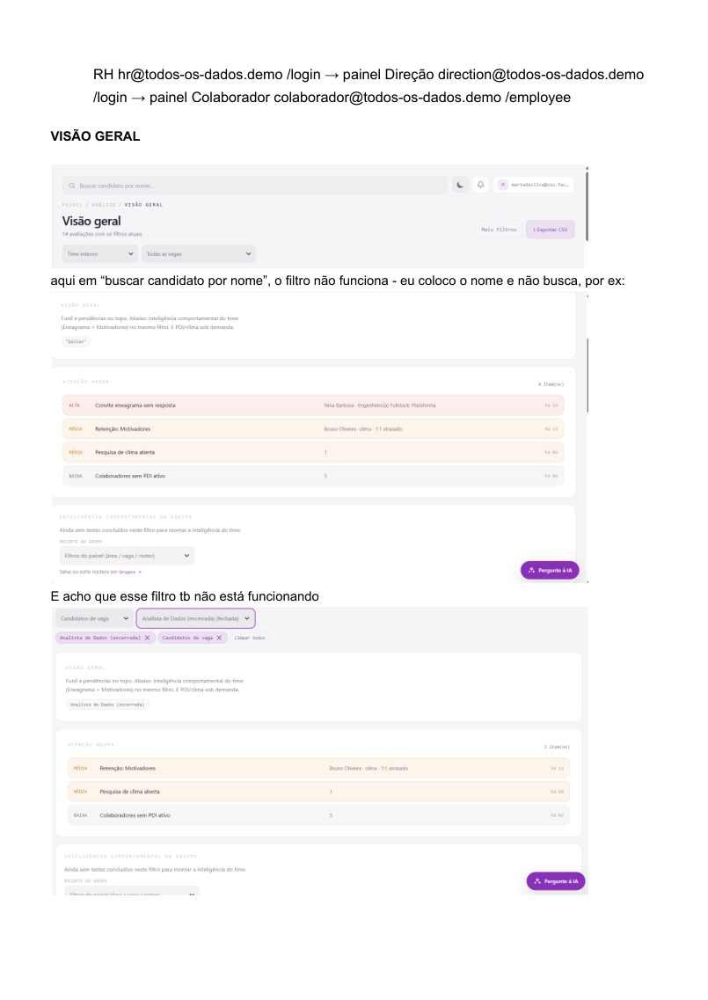 RH hr@todos-os-dados.demo /login → painel Direção direction@todos-os-dados.demo
/login → painel Colaborador colaborador@todos-os-dados.demo /employee
VISÃO GERAL
Buscar candidato por nome...
M mariadasilva@sou.fac…
PAINEL / ANÁLISE / VISÃO GERAL
Visão geral
14 avaliações com os filtros atuais
Mais filtros
↓ Exportar CSV
Time interno
Todas as vagas
aqui em “buscar candidato por nome”, o filtro não funciona - eu coloco o nome e não busca, por ex:
VISÃO GERAL
Funil e pendências no topo. Abaixo: inteligência comportamental do time
(Eneagrama + Motivadores) no mesmo filtro. E PDI/clima sob demanda.
ATENÇÃO AGORA
4 Item(ns)
ALTA Convite eneagrama sem resposta Nina Barbosa · Engenheiro(a) Fullstack Plataforma há 1d
MÉDIA Retenção: Motivadores Bruno Oliveira · clima · 1:1 atrasado há 1d
MÉDIA Pesquisa de clima aberta 1 há 0d
BAIXA Colaboradores sem PDI ativo 5 há 0d
INTELIGÊNCIA COMPORTAMENTAL DA EQUIPE
Ainda sem testes concluídos neste filtro para montar a inteligência do time.
RECORTE DO GRUPO
Filtros do painel (área / vaga / roster)
Salve ou edite núcleos em Grupos →
Pergunte à IA
E acho que esse filtro tb não está funcionando
Candidatos de vaga
Analista de Dados (encerrada) (fechada)
Analista de Dados (encerrada) × Candidatos de vaga × Limpar todos
VISÃO GERAL
Funil e pendências no topo. Abaixo: inteligência comportamental do time
(Eneagrama + Motivadores) no mesmo filtro. E PDI/clima sob demanda.
Analista de Dados (encerrada)
ATENÇÃO AGORA
3 Item(ns)
MÉDIA Retenção: Motivadores Bruno Oliveira · clima · 1:1 atrasado há 1d
MÉDIA Pesquisa de clima aberta 1 há 0d
BAIXA Colaboradores sem PDI ativo 5 há 0d
INTELIGÊNCIA COMPORTAMENTAL DA EQUIPE
Ainda sem testes concluídos neste filtro para montar a inteligência do time.
RECORTE DO GRUPO
Filtros do painel (área / vaga / roster)
Pergunte à IA